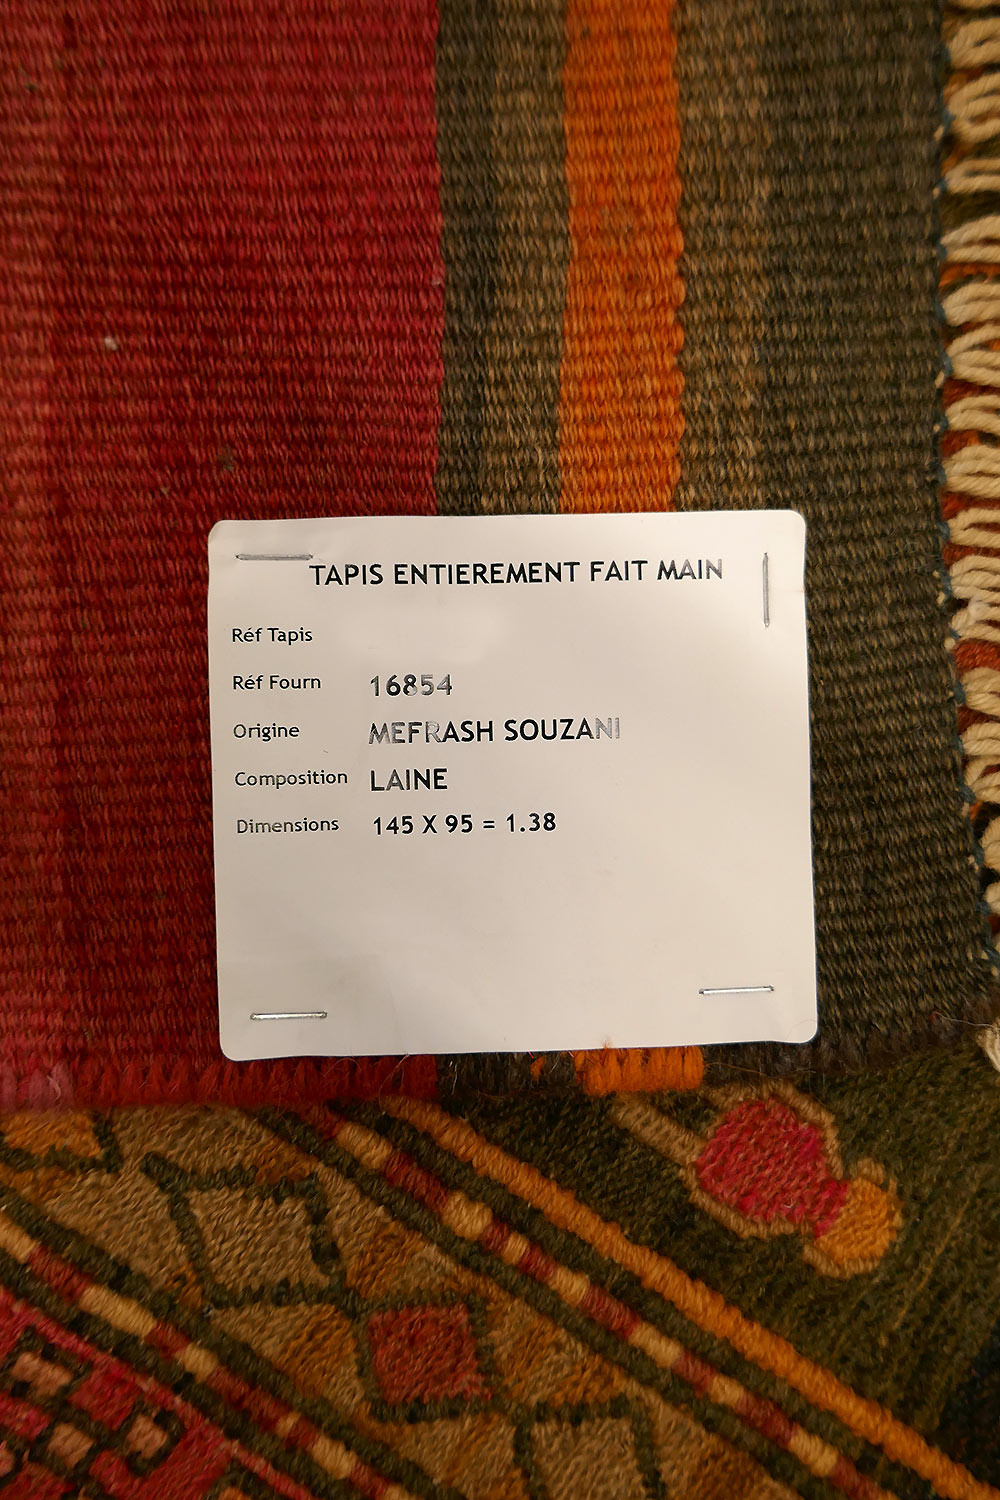 TAPIS ENTIEREMENT FAIT MAIN
Réf Tapis
Réf Fourn 16854
Origine MEFRASH SOUZANI
Composition LAINE
Dimensions 145 X 95 = 1.38